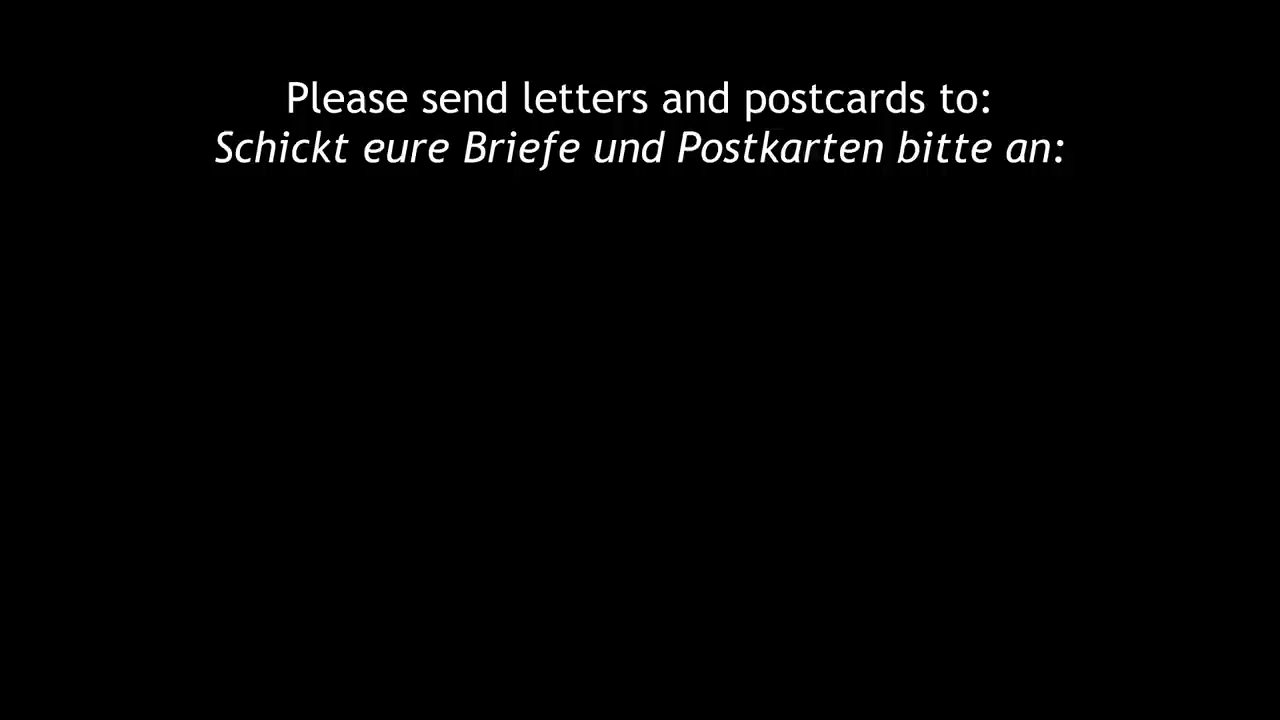 Please send letters and postcards to:
Schickt eure Briefe und Postkarten bitte an: